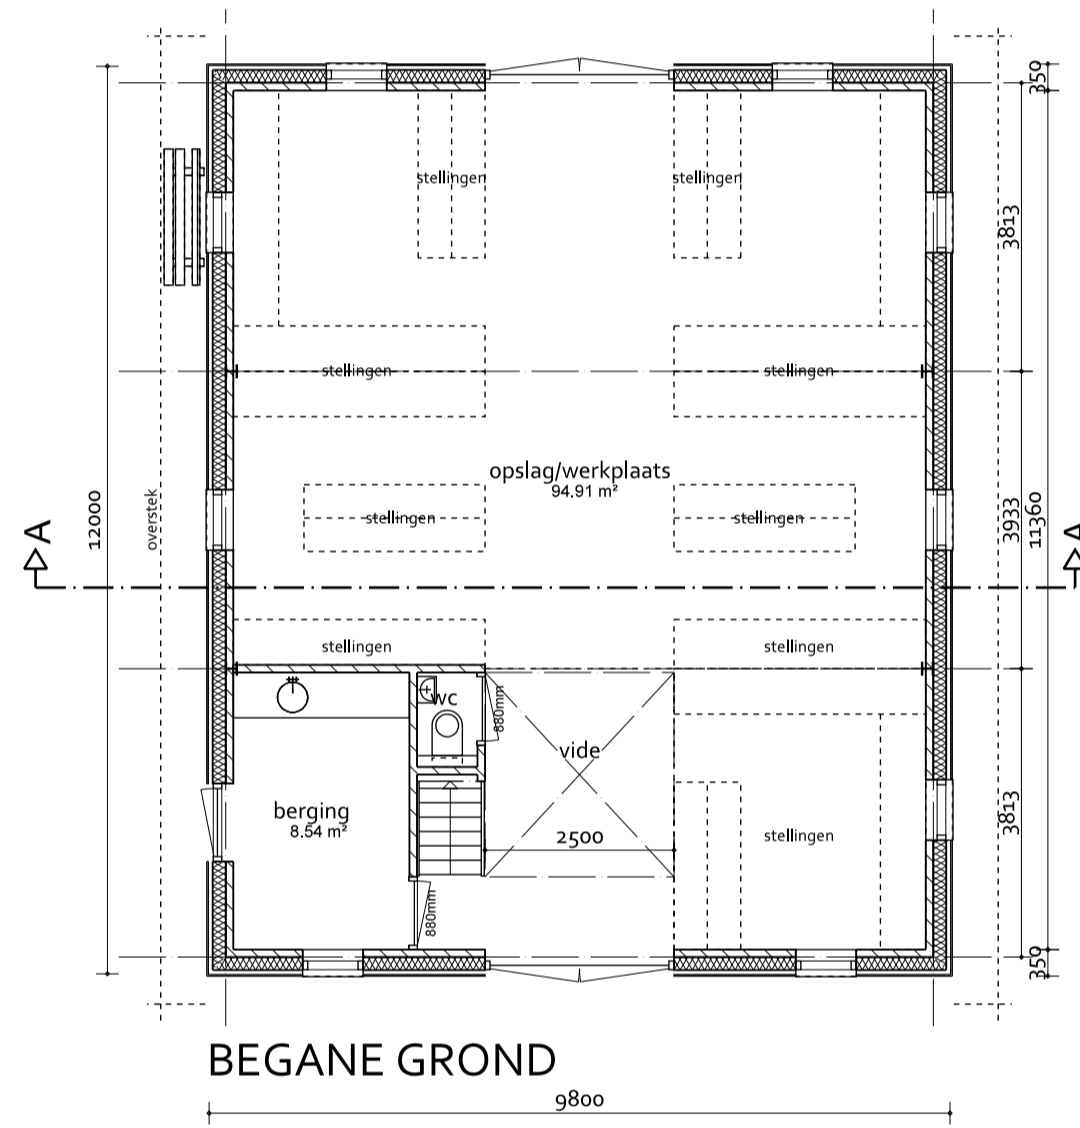 350
stellingen
stellingen
3813
stellingen
stellingen
opslag/werkplaats
94.91 m²
stellingen
stellingen
12000
overstek
3933
11360
A
A
stellingen
stellingen
wc
880mm
vide
berging
8.54 m²
2500
stellingen
3813
880mm
350
BEGANE GROND
9800